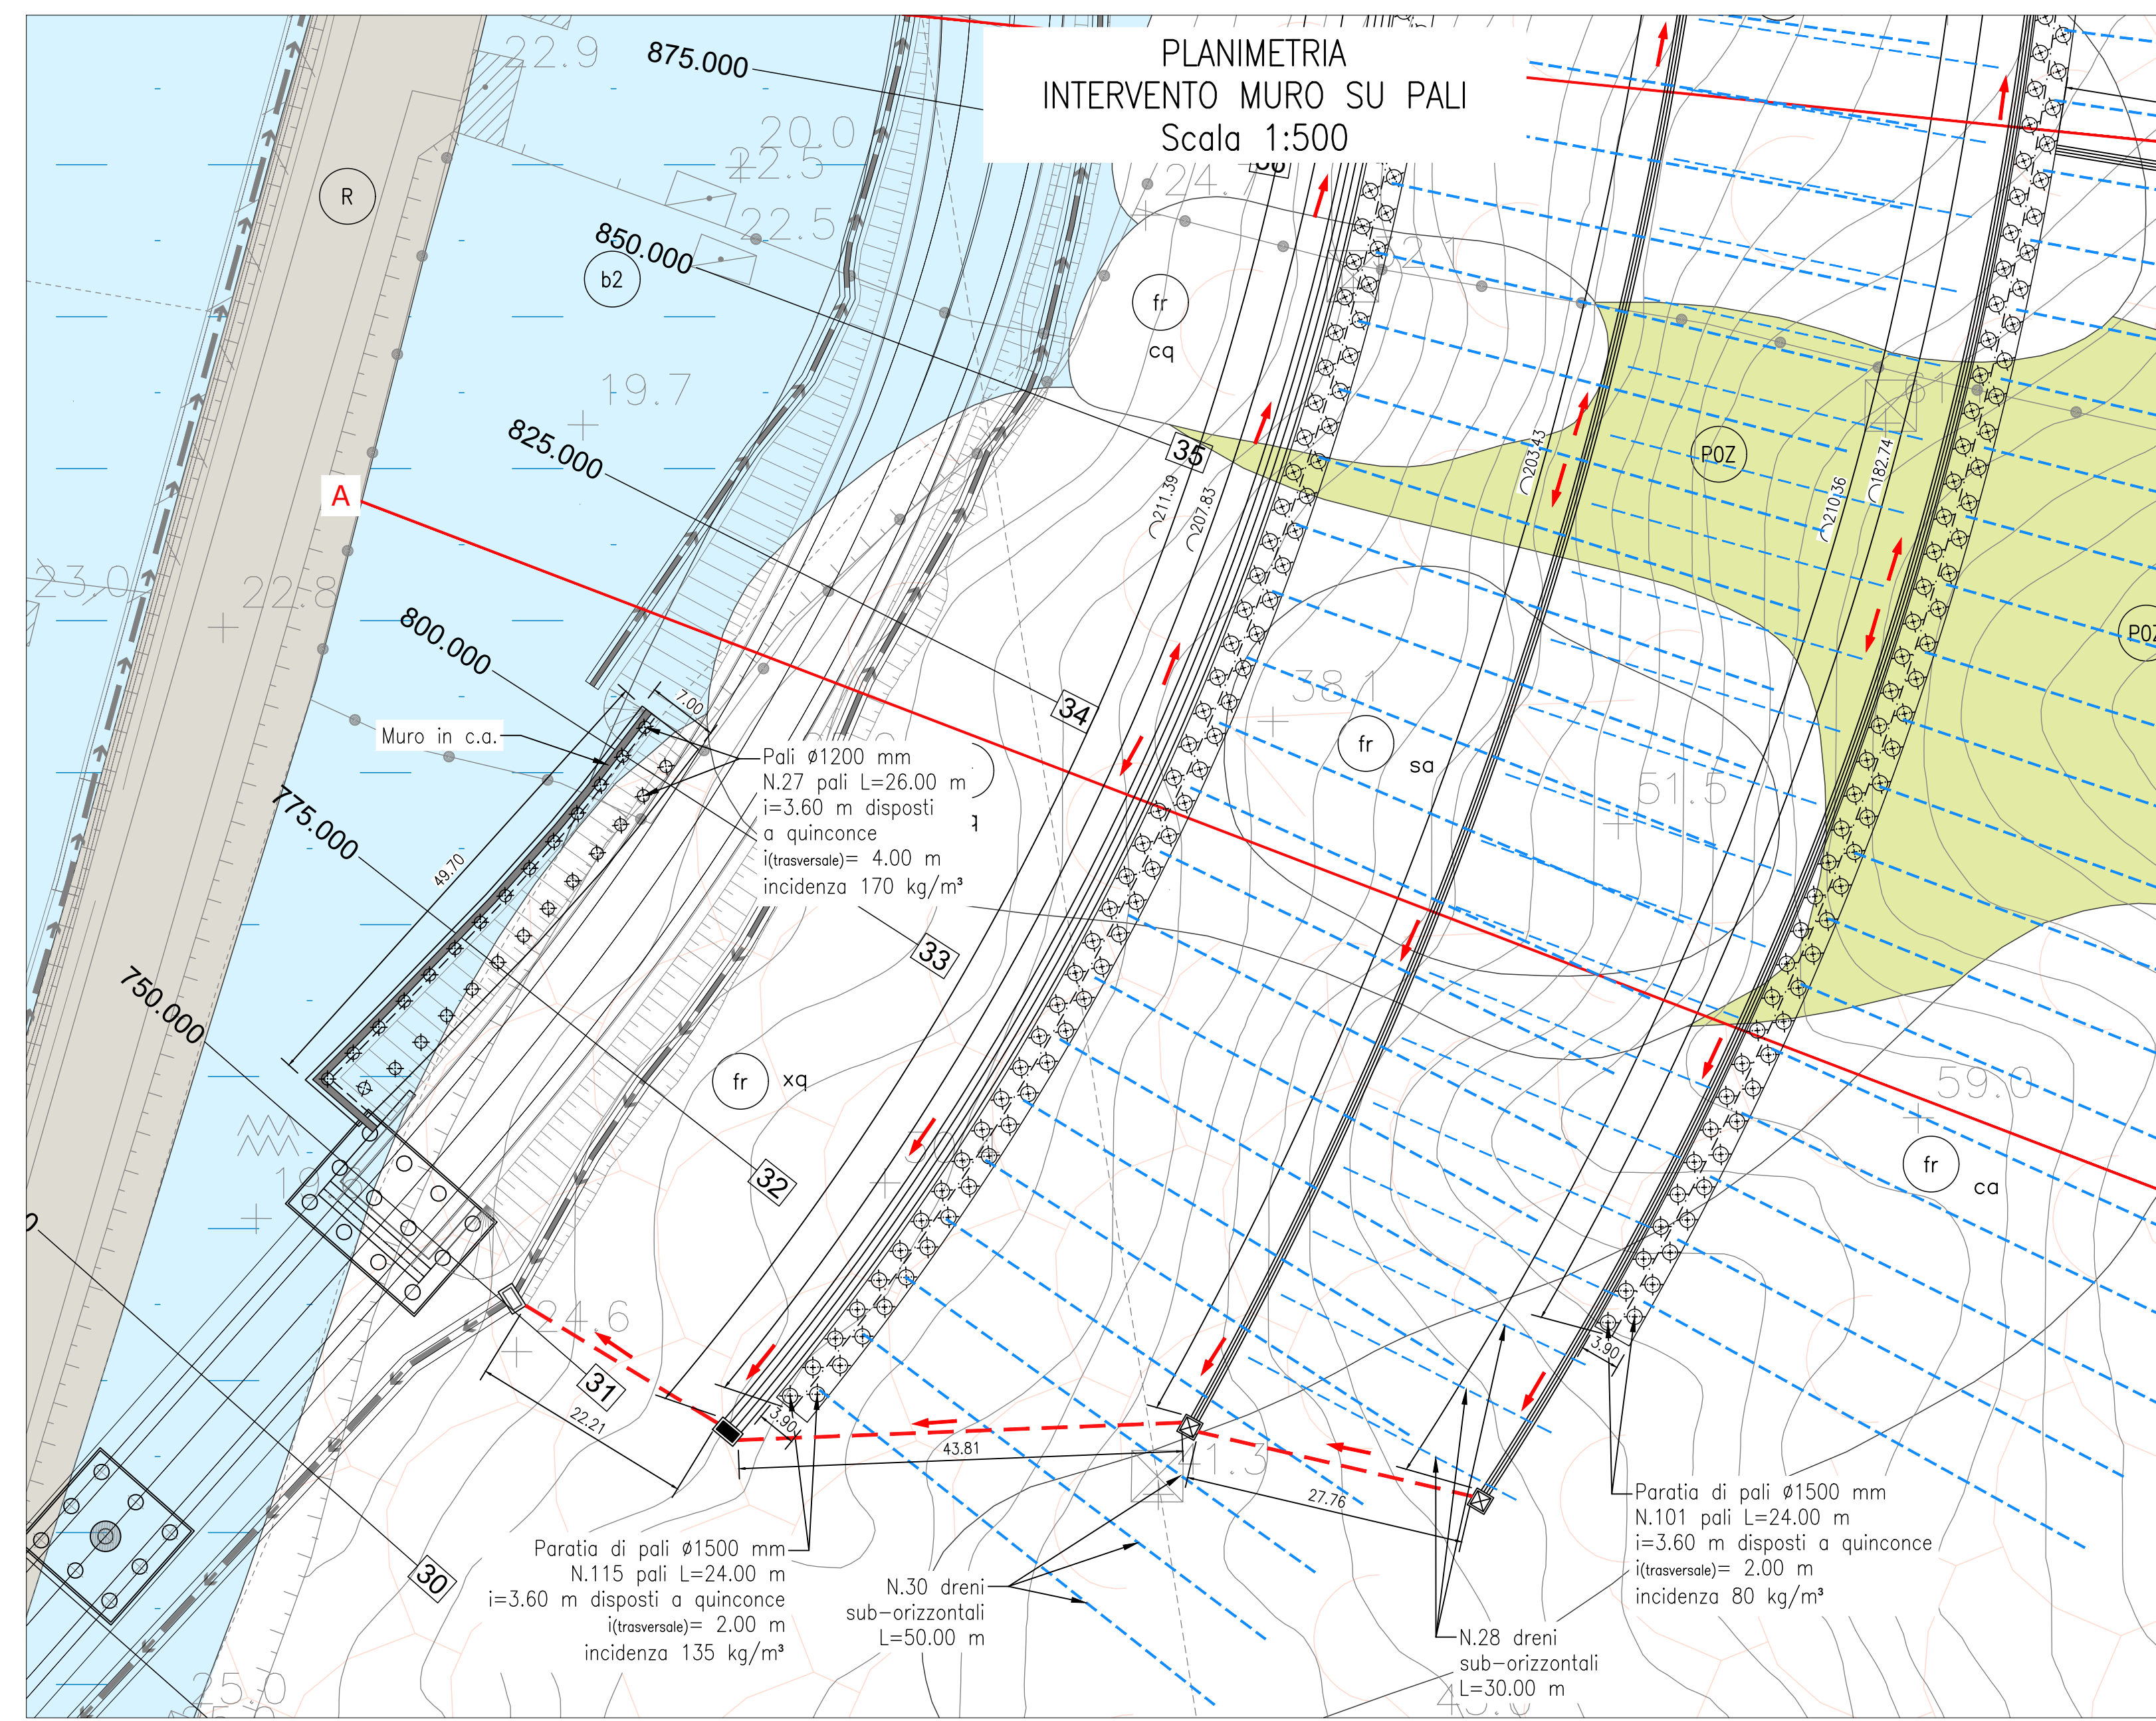 PLANIMETRIA
INTERVENTO MURO SU PALI
Scala 1:500
22.9
875.000
20.0
22.5
R
22.5
850.000
b2
fr
cq
19.7
825.000
35
211.39
207.83
203.43
POZ
182.74
210.36
A
23.0
22.8
800.000
POZ
7.00
38.1
34
fr
sa
51.5
Muro in c.a.
Pali ø1200 mm
N.27 pali L=26.00 m
i=3.60 m disposti
a quinconce
i(trasversale)= 4.00 m
incidenza 170 kg/m³
775.000
49.70
33
750.000
fr
xq
59.0
fr
ca
32
24.6
31
22.21
3.90
3.90
43.81
41.3
27.76
30
Paratia di pali ø1500 mm
N.115 pali L=24.00 m
i=3.60 m disposti a quinconce
i(trasversale)= 2.00 m
incidenza 135 kg/m³
N.30 dreni
sub-orizzontali
L=50.00 m
N.28 dreni
sub-orizzontali
L=30.00 m
Paratia di pali ø1500 mm
N.101 pali L=24.00 m
i=3.60 m disposti a quinconce
i(trasversale)= 2.00 m
incidenza 80 kg/m³
25.0